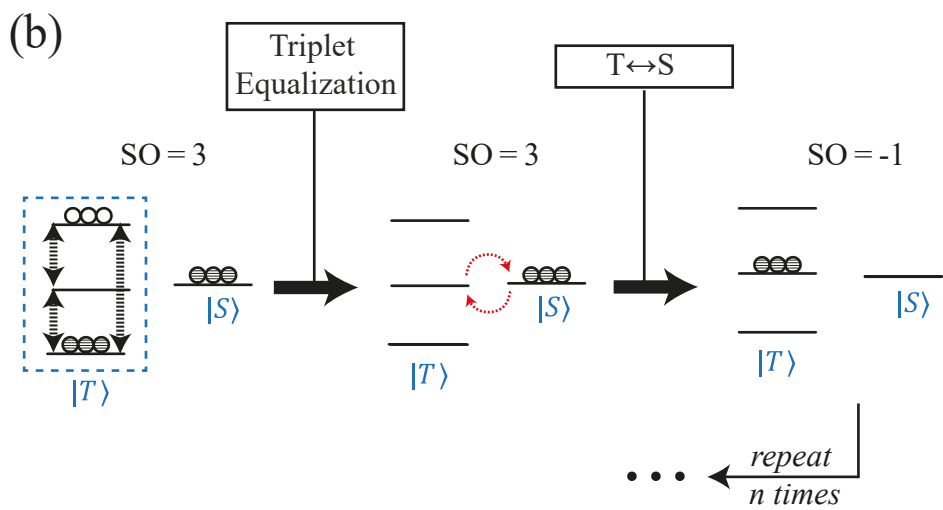 (b)
Triplet
Equalization
T↔S
SO = 3
SO = 3
SO = -1
|S⟩
|T⟩
|S⟩
|T⟩
|S⟩
|T⟩
• • •
repeat
n times